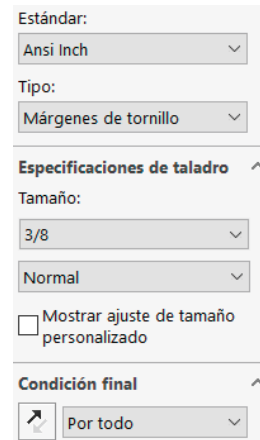 Estándar:
Ansi Inch
Tipo:
Márgenes de tornillo
Especificaciones de taladro
Tamaño:
3/8
Normal
Mostrar ajuste de tamaño
personalizado
Condición final
Por todo